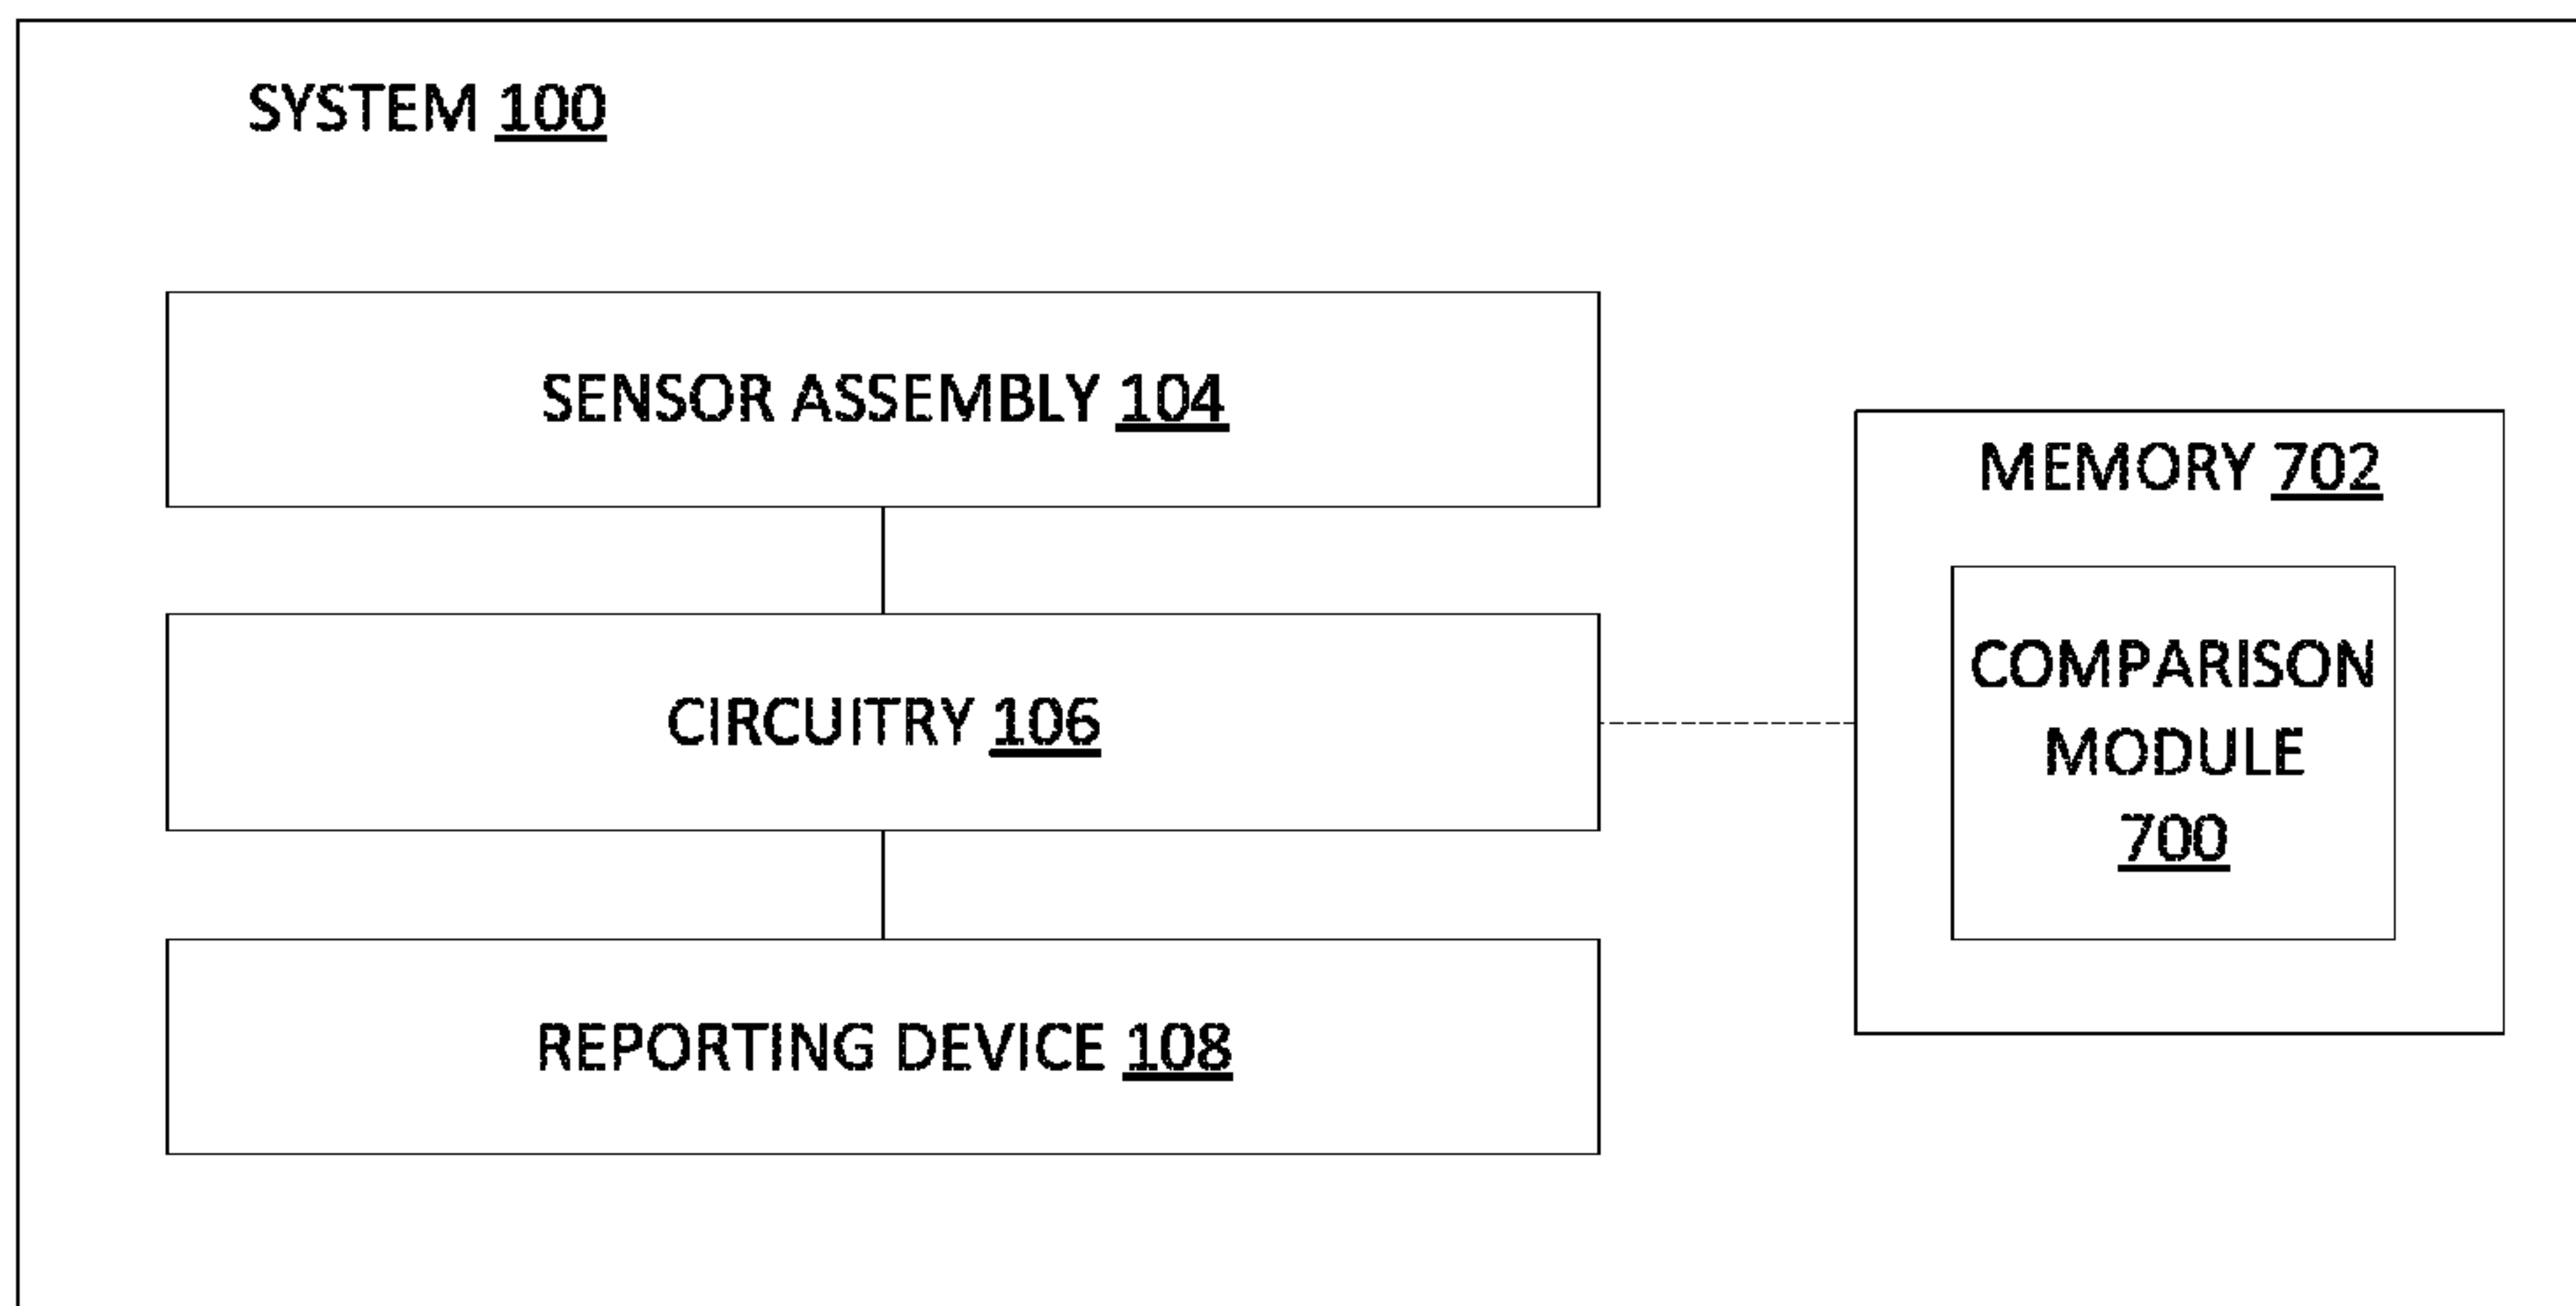 SYSTEM 100
SENSOR ASSEMBLY 104
MEMORY 702
COMPARISON
MODULE
700
CIRCUITRY 106
REPORTING DEVICE 108